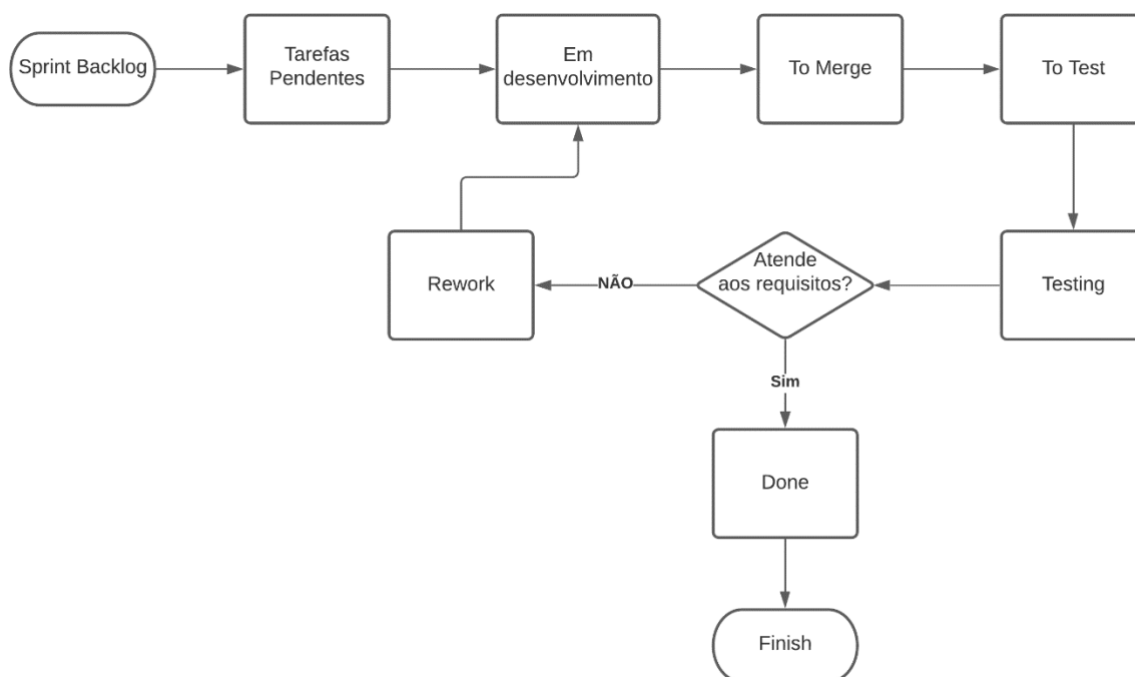 Sprint Backlog
Tarefas
Pendentes
Em
desenvolvimento
To Merge
To Test
Rework
NÃO
Atende
aos requisitos?
Testing
Sim
Done
Finish